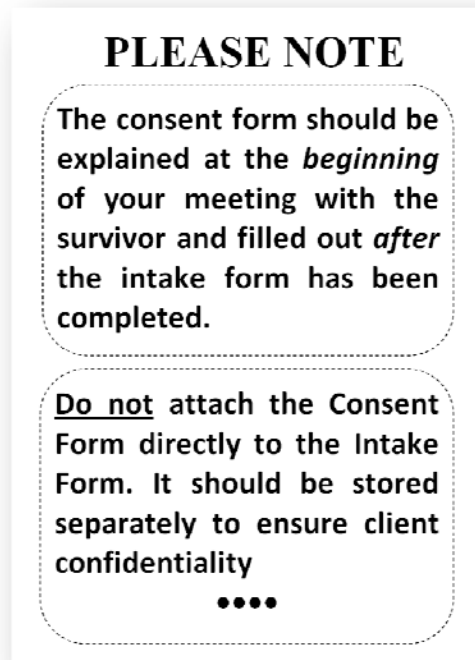 PLEASE NOTE
The consent form should be
explained at the beginning
of your meeting with the
survivor and filled out after
the intake form has been
completed.
Do not attach the Consent
Form directly to the Intake
Form. It should be stored
separately to ensure client
confidentiality
••••